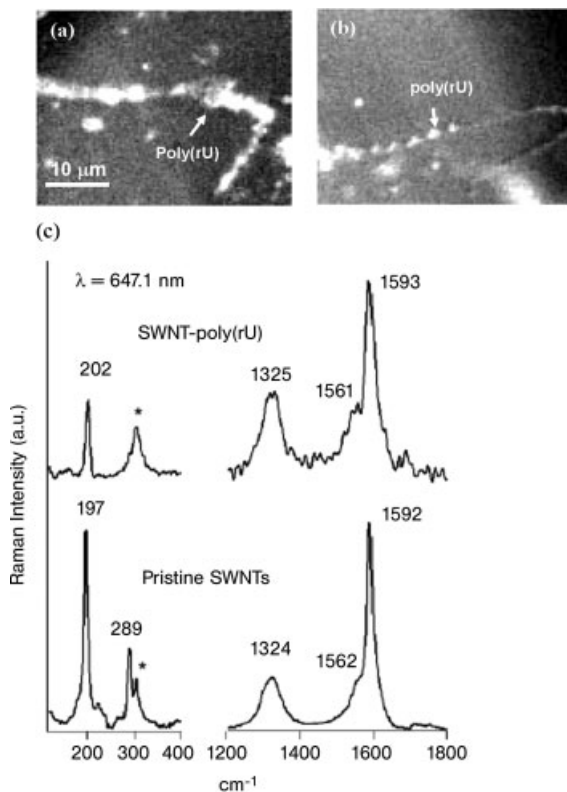 (a)
Poly(rU)
10 μm
(b)
poly(rU)
(c)
λ = 647.1 nm
SWNT-poly(rU)
202
*
1325
1561
1593
Raman Intensity (a.u.)
197
289
*
Pristine SWNTs
1324
1562
1592
200 300 400 1200 1400 1600 1800
cm⁻¹